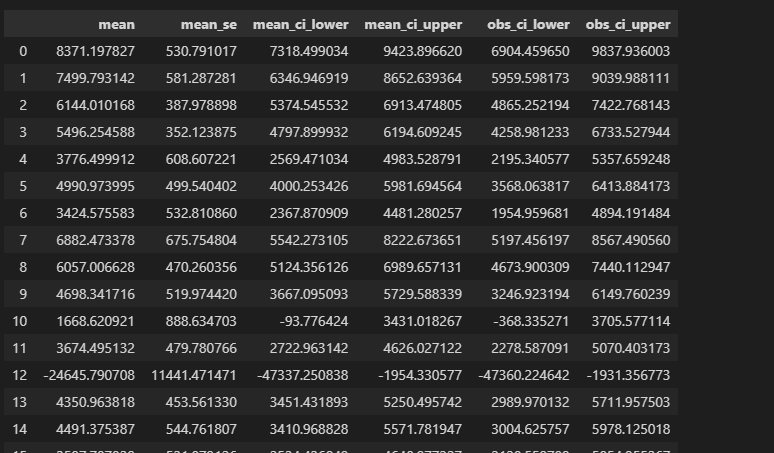 mean mean_se mean_ci_lower mean_ci_upper obs_ci_lower obs_ci_upper
0 8371.197827 530.791017 7318.499034 9423.896620 6904.459650 9837.936003
1 7499.793142 581.287281 6346.946919 8652.639364 5959.598173 9039.988111
2 6144.010168 387.978898 5374.545532 6913.474805 4865.252194 7422.768143
3 5496.254588 352.123875 4797.899932 6194.609245 4258.981233 6733.527944
4 3776.499912 608.607221 2569.471034 4983.528791 2195.340577 5357.659248
5 4990.973995 499.540402 4000.253426 5981.694564 3568.063817 6413.884173
6 3424.575583 532.810860 2367.870909 4481.280257 1954.959681 4894.191484
7 6882.473378 675.754804 5542.273105 8222.673651 5197.456197 8567.490560
8 6057.006628 470.260356 5124.356126 6989.657131 4673.900309 7440.112947
9 4698.341716 519.974420 3667.095093 5729.588339 3246.923194 6149.760239
10 1668.620921 888.634703 -93.776424 3431.018267 -368.335271 3705.577114
11 3674.495132 479.780766 2722.963142 4626.027122 2278.587091 5070.403173
12 -24645.790708 11441.471471 -47337.250838 -1954.330577 -47360.224642 -1931.356773
13 4350.963818 453.561330 3451.431893 5250.495742 2989.970132 5711.957503
14 4491.375387 544.761807 3410.968828 5571.781947 3004.625757 5978.125018